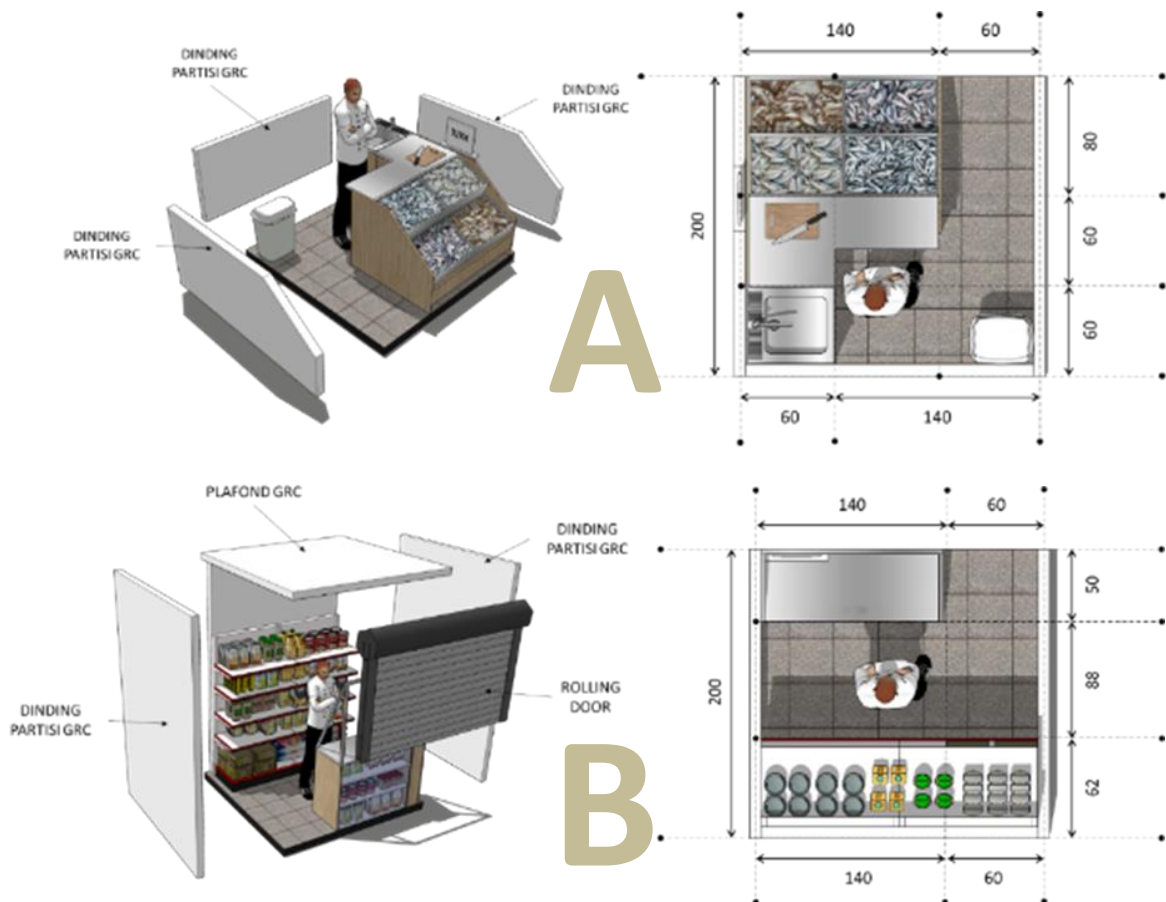 DINDING
PARTISI GRC
DINDING
PARTISI GRC
DINDING
PARTISI GRC
A
140
60
200
80
60
60
60
140
PLAFOND GRC
DINDING
PARTISI GRC
DINDING
PARTISI GRC
ROLLING
DOOR
B
140
60
200
50
88
62
140
60